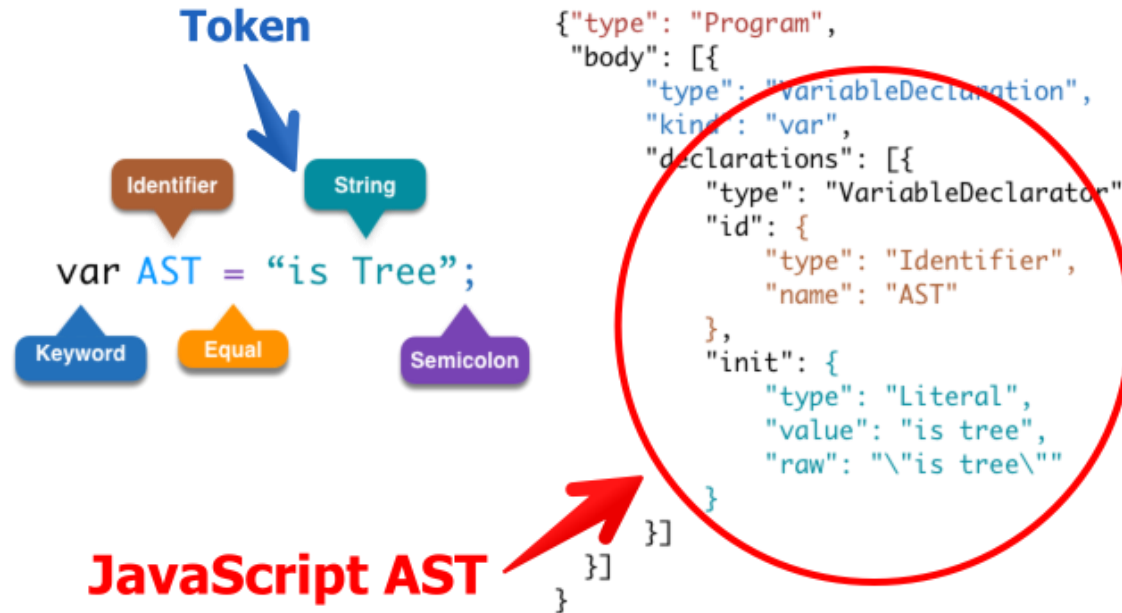 Token
Identifier
String
var AST = “is Tree”;
Keyword
Equal
Semicolon
JavaScript AST
{"type": "Program",
"body": [{
"type": "VariableDeclaration",
"kind": "var",
"declarations": [{
"type": "VariableDeclarator"
"id": {
"type": "Identifier",
"name": "AST"
},
"init": {
"type": "Literal",
"value": "is tree",
"raw": "\"is tree\""
}
}]
}]
}